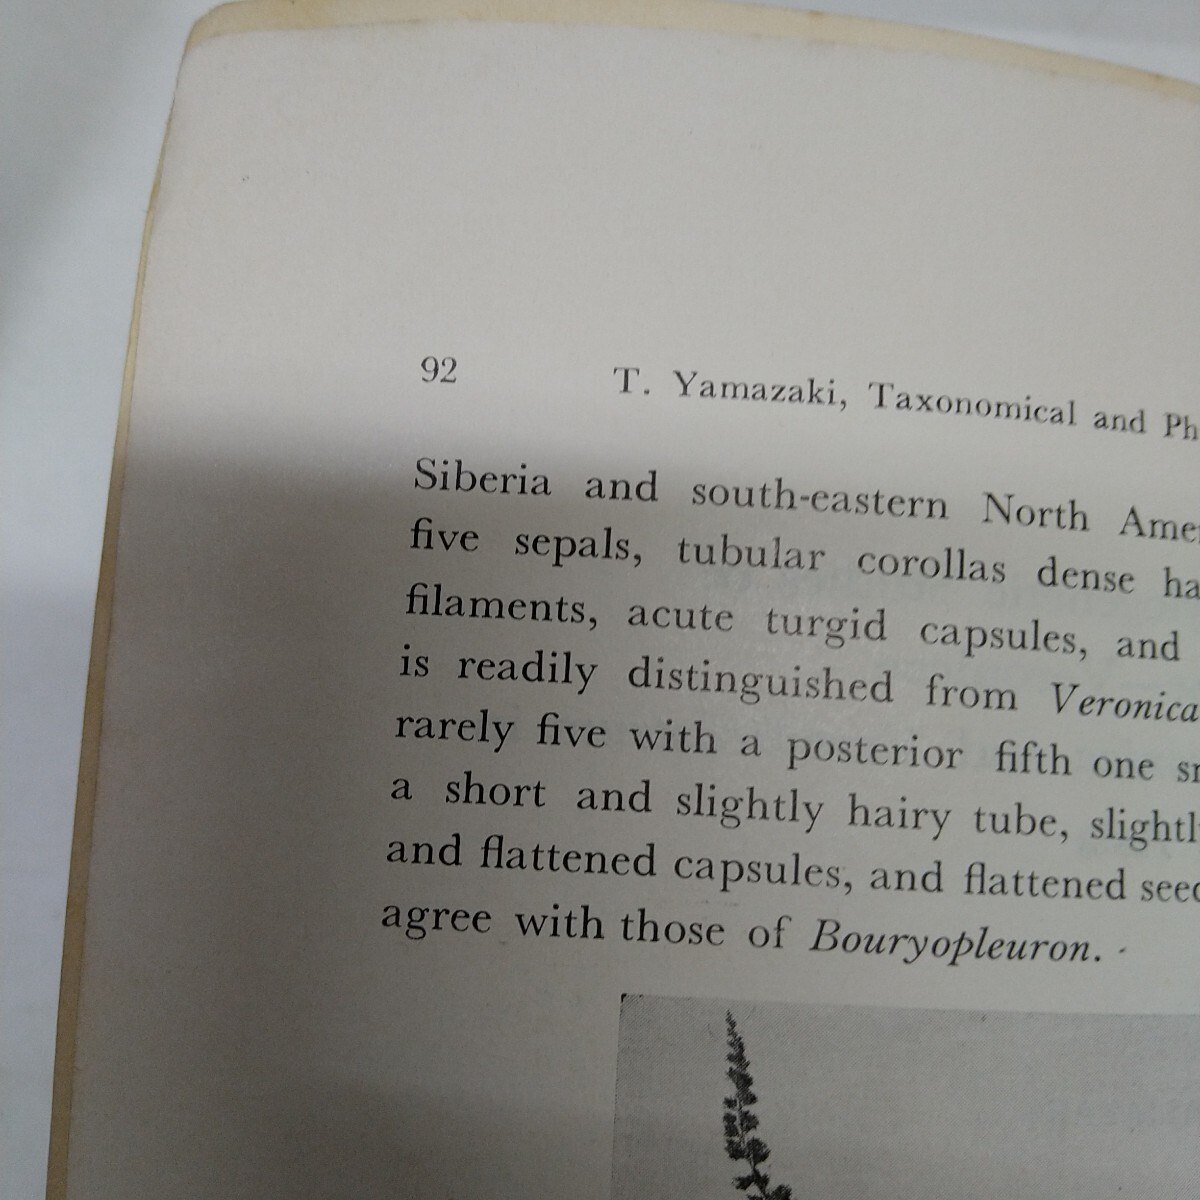 92
T. Yamazaki, Taxonomical and Ph
Siberia and south-eastern North Ame
five sepals, tubular corollas dense ha
filaments, acute turgid capsules, and
is readily distinguished from Veronica
rarely five with a posterior fifth one
a short and slightly hairy tube, slightl
and flattened capsules, and flattened seed
agree with those of Bouryopleuron.